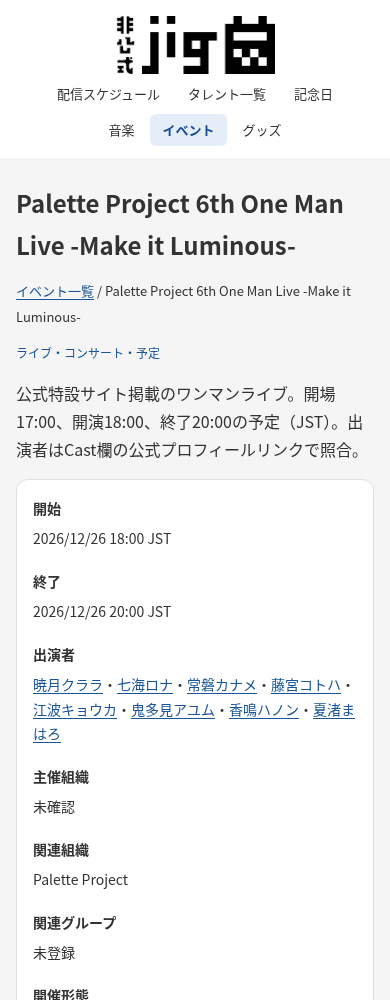 非公式 jig
配信スケジュール タレント一覧 記念日
音楽 イベント グッズ
Palette Project 6th One Man
Live -Make it Luminous-
イベント一覧 / Palette Project 6th One Man Live -Make it
Luminous-
ライブ・コンサート・予定
公式特設サイト掲載のワンマンライブ。開場
17:00、開演18:00、終了20:00の予定（JST）。出
演者はCast欄の公式プロフィールリンクで照合。
開始
2026/12/26 18:00 JST
終了
2026/12/26 20:00 JST
出演者
暁月クララ・七海ロナ・常磐カナメ・藤宮コトハ・
江波キョウカ・鬼多見アユム・香鳴ハノン・夏渚ま
はろ
主催組織
未確認
関連組織
Palette Project
関連グループ
未登録
開催形態